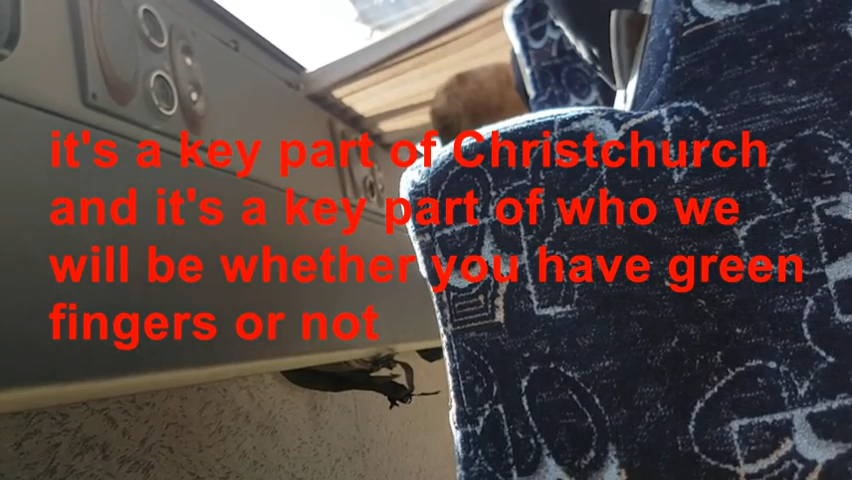 it's a key part of Christchurch
and it's a key part of who we
will be whether you have green
fingers or not